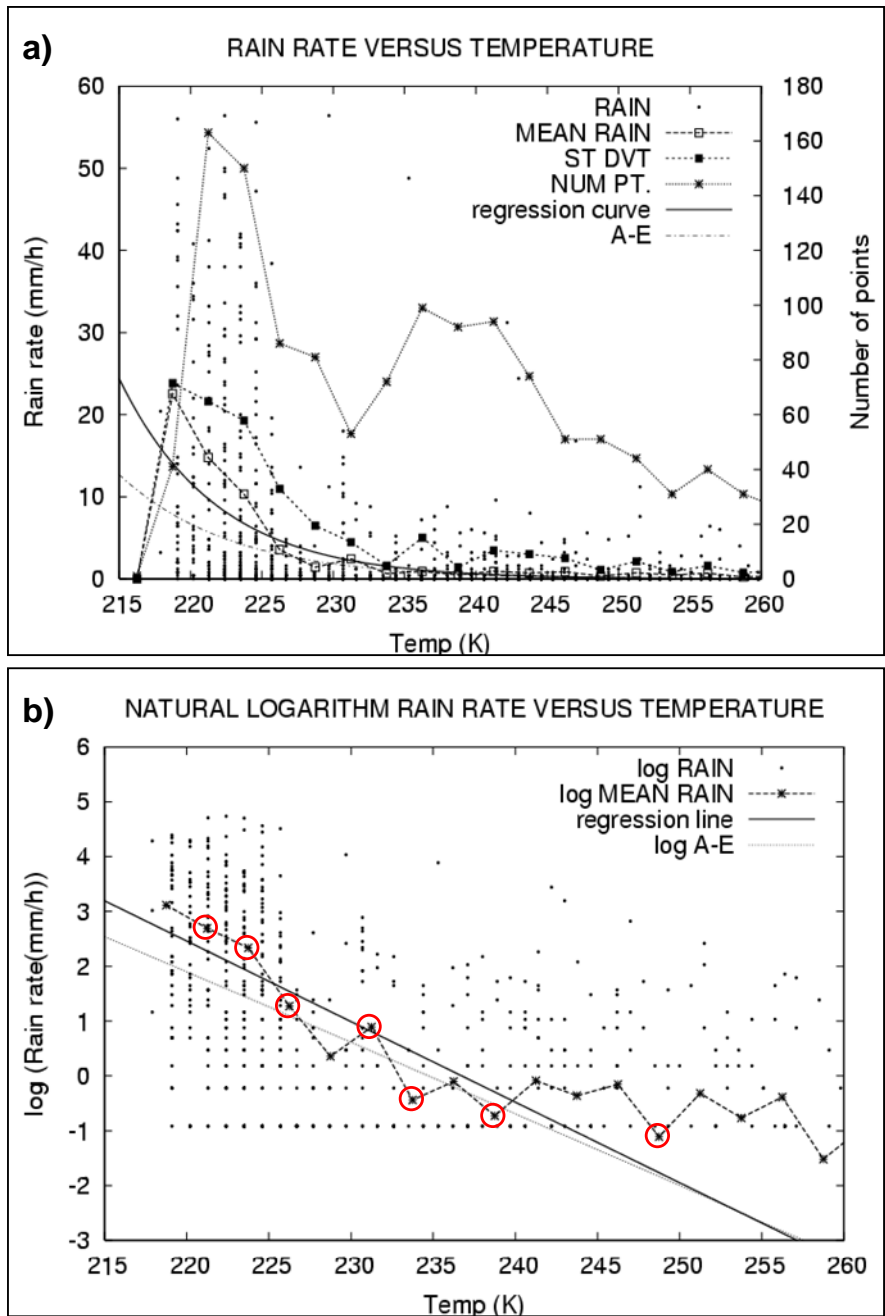 a)
RAIN RATE VERSUS TEMPERATURE
Rain rate (mm/h)
60
50
40
30
20
10
0
RAIN
MEAN RAIN
ST DVT
NUM PT.
regression curve
A-E
180
160
140
120
100
80
60
40
20
0
Number of points
215 220 225 230 235 240 245 250 255 260
Temp (K)
b)
NATURAL LOGARITHM RAIN RATE VERSUS TEMPERATURE
log (Rain rate(mm/h))
6
5
4
3
2
1
0
-1
-2
-3
log RAIN
log MEAN RAIN
regression line
log A-E
215 220 225 230 235 240 245 250 255 260
Temp (K)